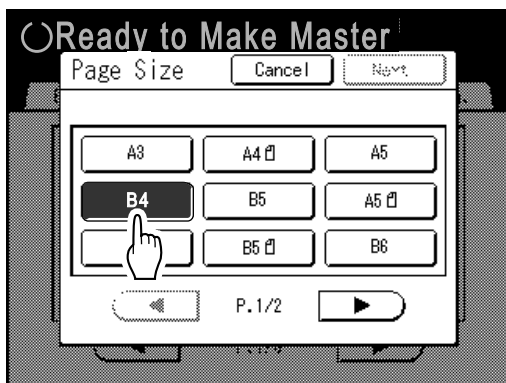 Ready to Make Master
Page Size Cancel Next
A3 A4 A5
B4 B5 A5
B5 B6
P.1/2